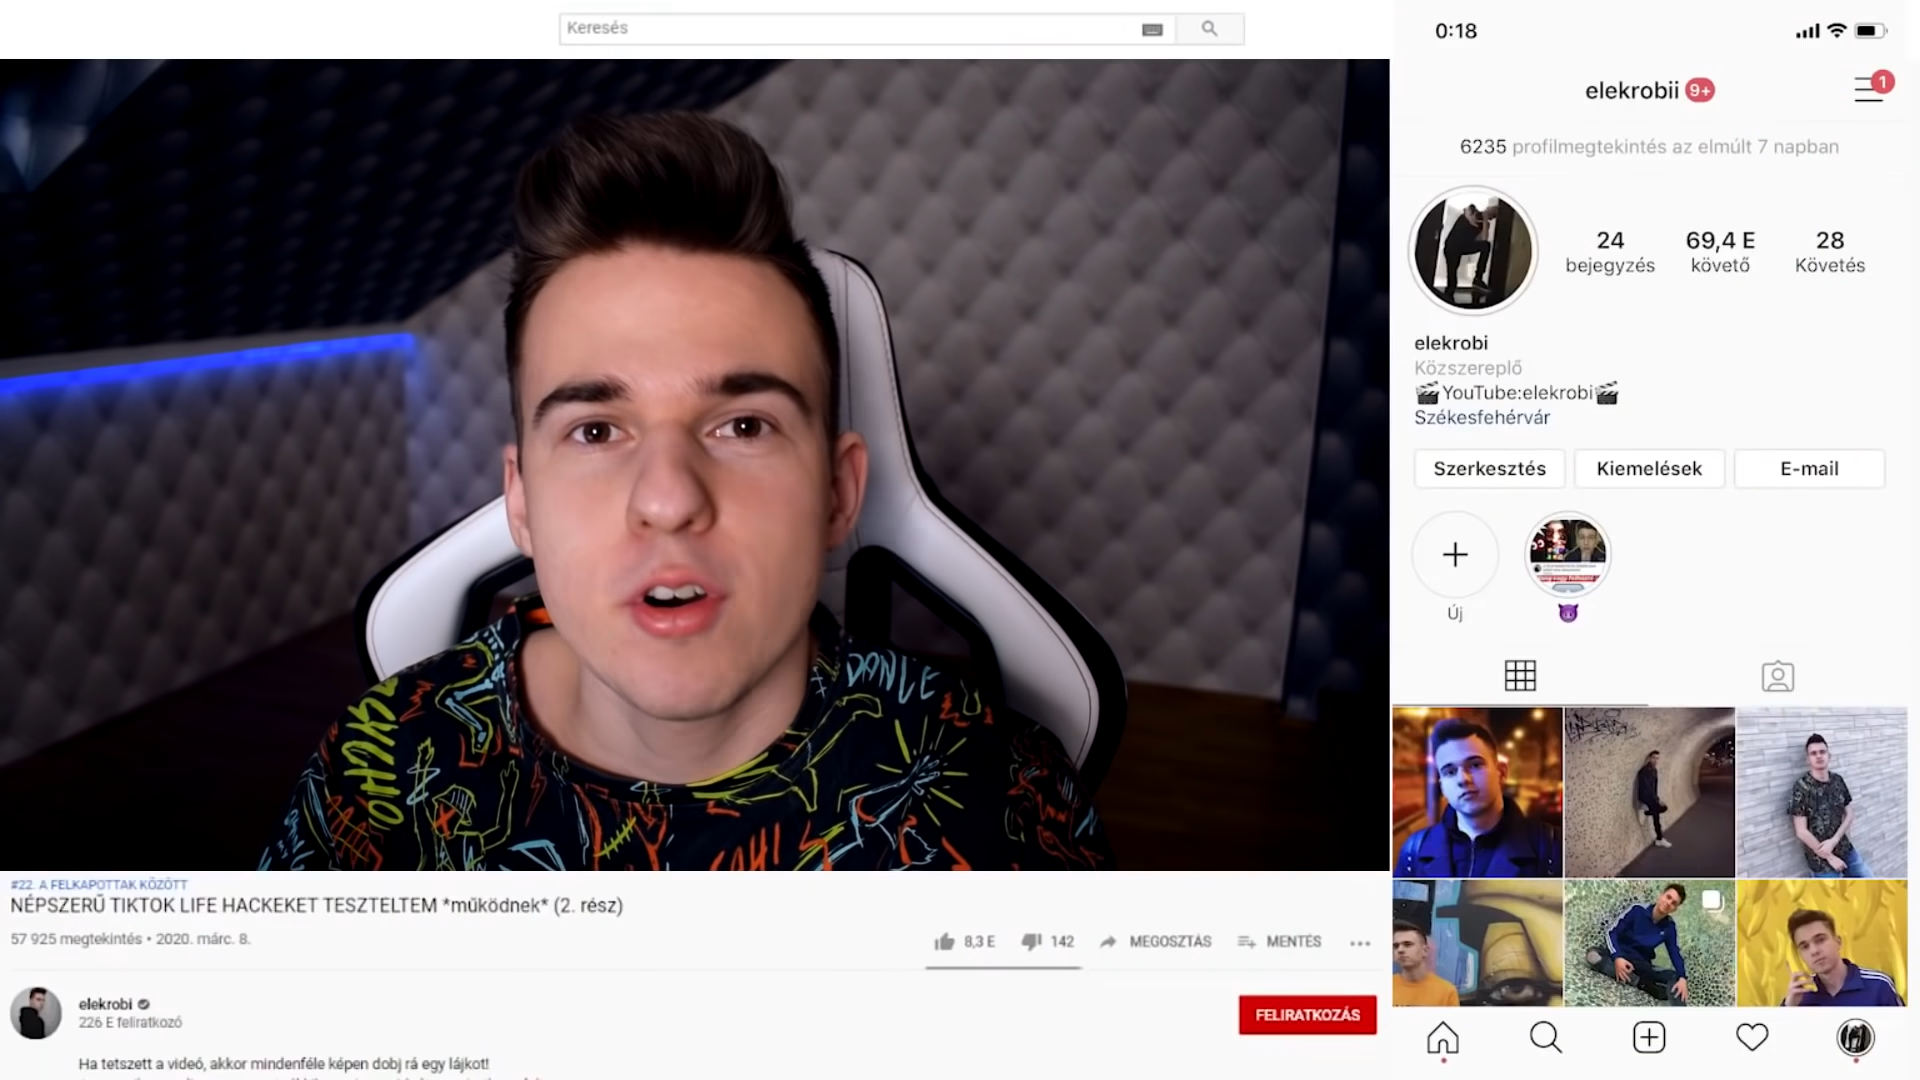 Keresés
PSYCHO
DANCE
#22. A FELKAPOTTAK KÖZÖTT
NÉPSZERŰ TIKTOK LIFE HACKEKET TESZTELTEM *működnek* (2. rész)
57 925 megtekintés • 2020. márc. 8.
8,3 E
142
MEGOSZTÁS
MENTÉS
elekrobi
226 E feliratkozó
FELIRATKOZÁS
Ha tetszett a videó, akkor mindenféle képen dobj rá egy lájkot!
0:18
elekrobii 9+
1
6235 profilmegtekintés az elmúlt 7 napban
24
bejegyzés
69,4 E
követő
28
Követés
elekrobi
Közszereplő
🎬YouTube:elekrobi🎬
Székesfehérvár
Szerkesztés
Kiemelések
E-mail
Új
😈